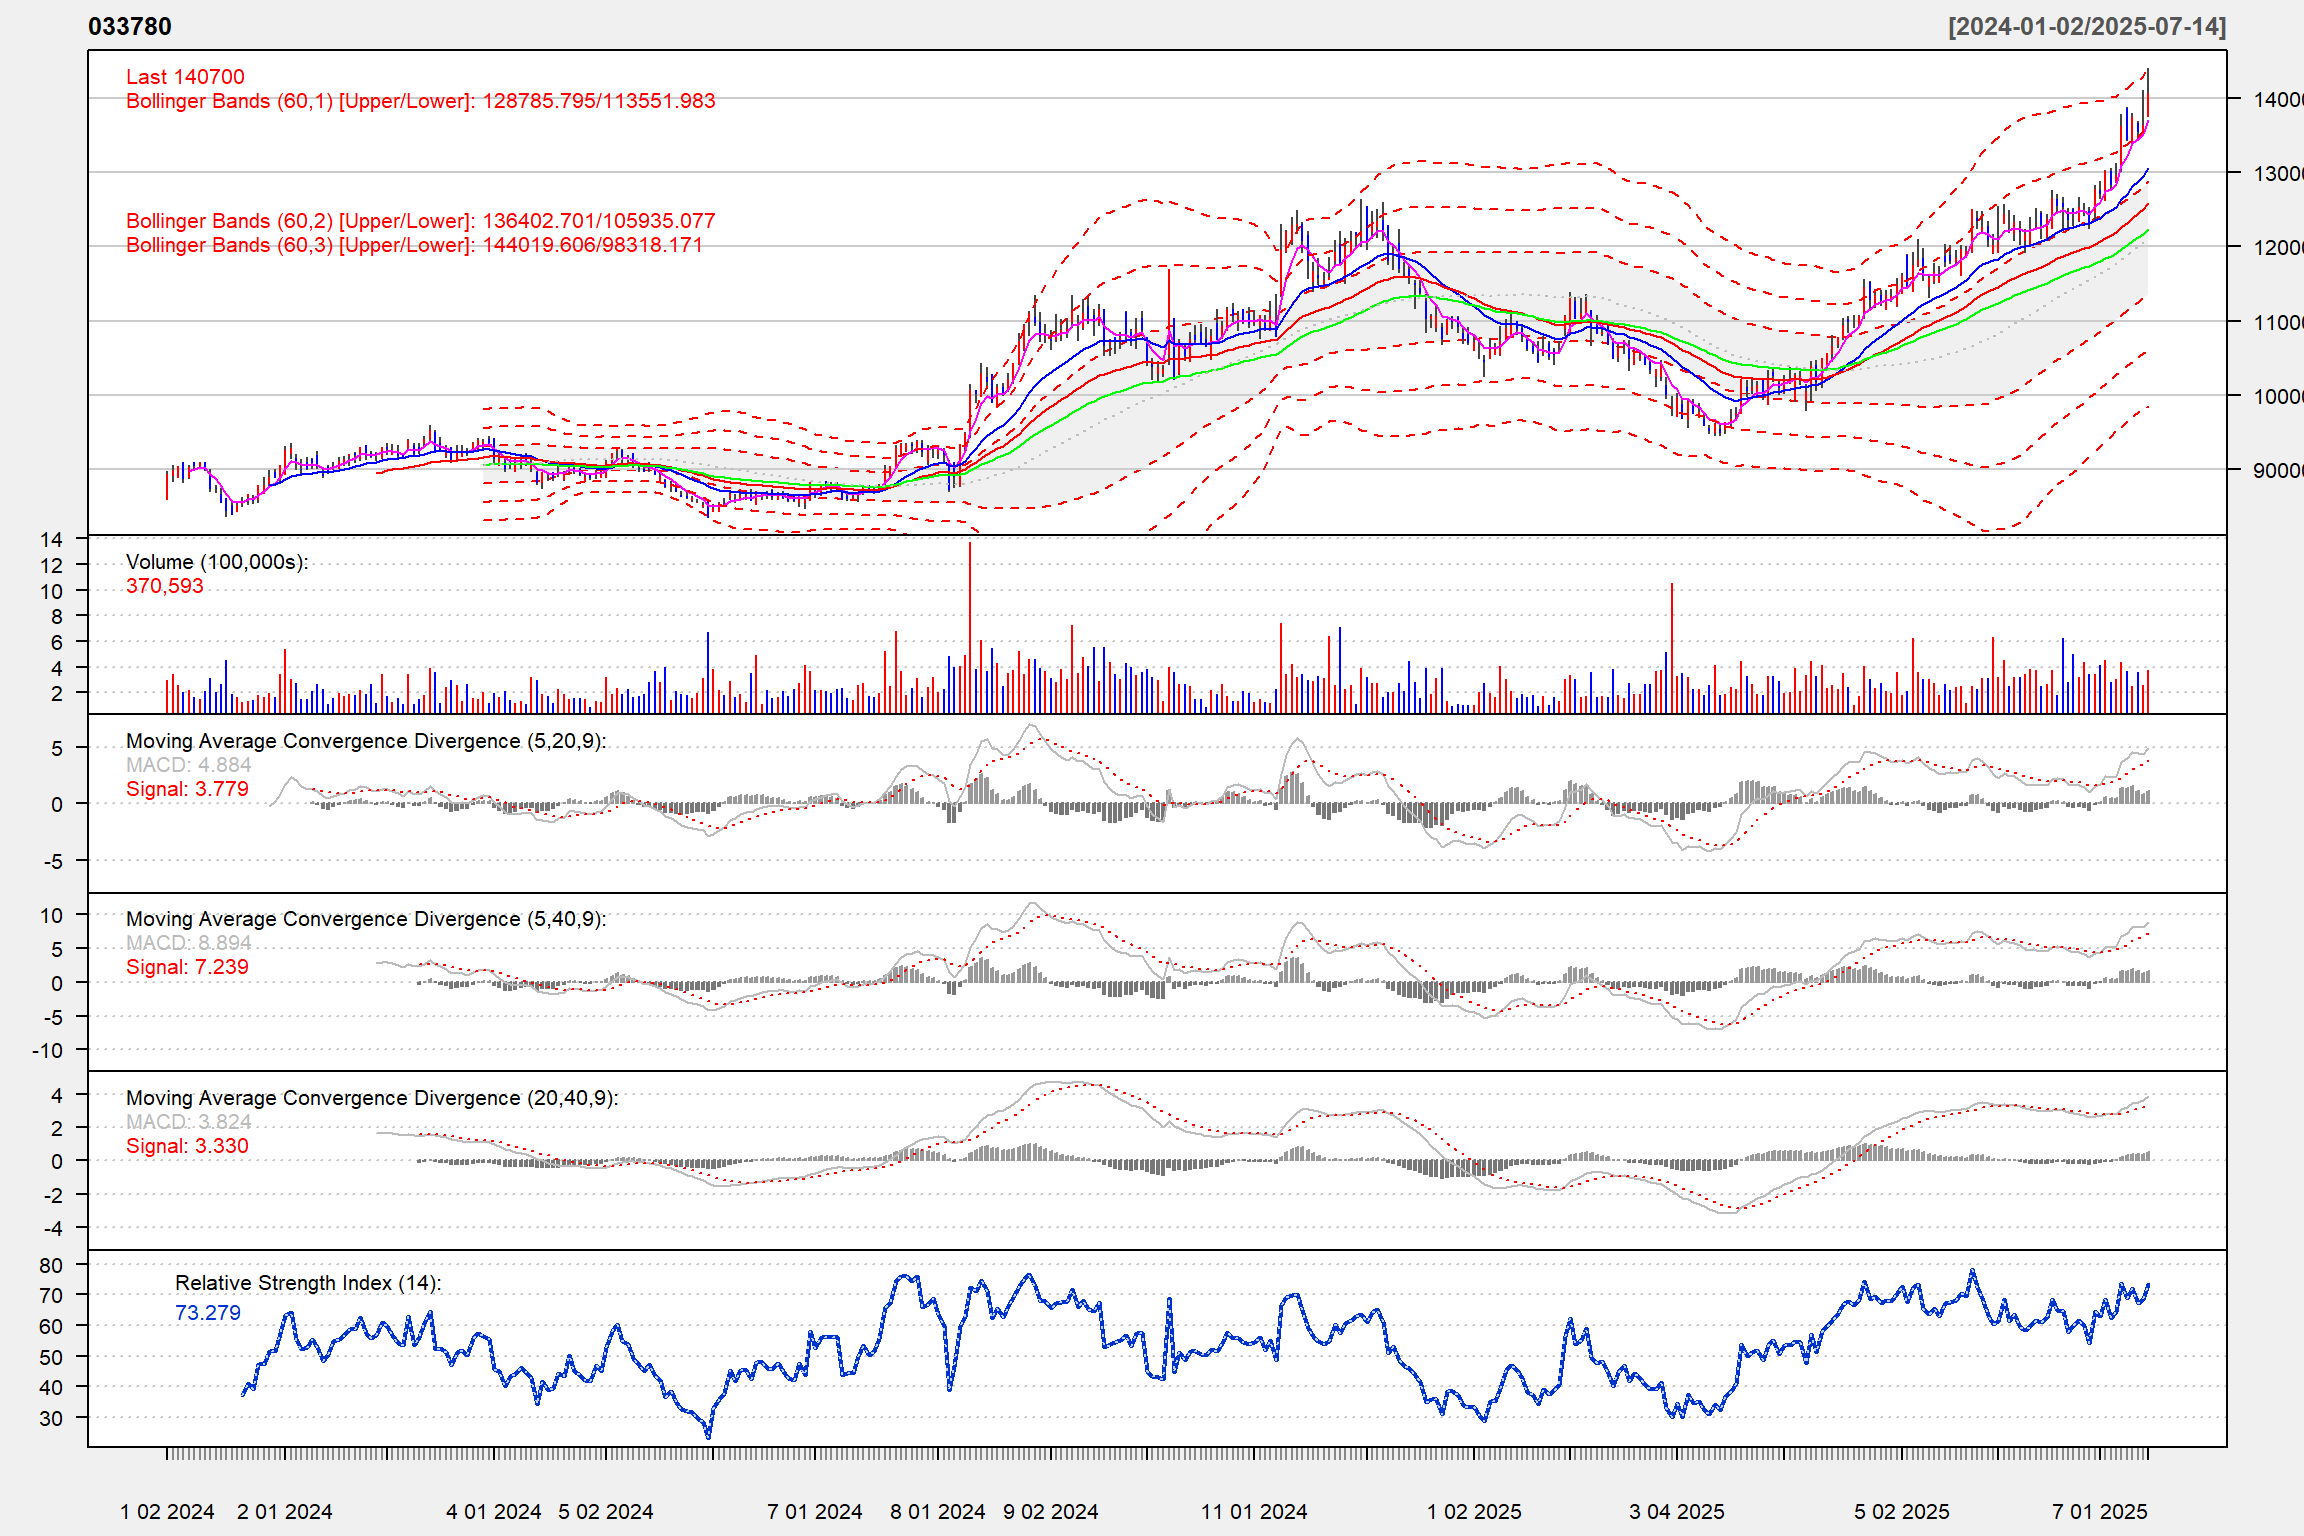 033780
[2024-01-02/2025-07-14]
Last 140700
Bollinger Bands (60,1) [Upper/Lower]: 128785.795/113551.983
Bollinger Bands (60,2) [Upper/Lower]: 136402.701/105935.077
Bollinger Bands (60,3) [Upper/Lower]: 144019.606/98318.171
14000
13000
12000
11000
10000
90000
Volume (100,000s):
370,593
14
12
10
8
6
4
2
Moving Average Convergence Divergence (5,20,9):
MACD: 4.884
Signal: 3.779
5
0
-5
Moving Average Convergence Divergence (5,40,9):
MACD: 8.894
Signal: 7.239
10
5
0
-5
-10
Moving Average Convergence Divergence (20,40,9):
MACD: 3.824
Signal: 3.330
4
2
0
-2
-4
Relative Strength Index (14):
73.279
80
70
60
50
40
30
1 02 2024 2 01 2024 4 01 2024 5 02 2024 7 01 2024 8 01 2024 9 02 2024 11 01 2024 1 02 2025 3 04 2025 5 02 2025 7 01 2025